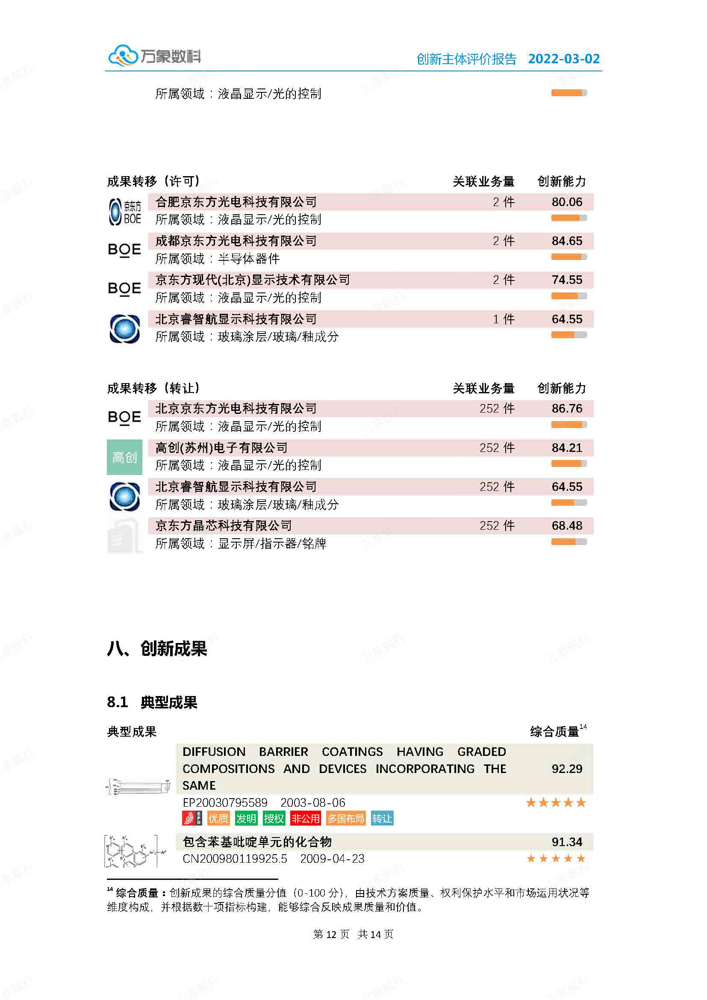 万象数科
创新主体评价报告 2022-03-02
所属领域：液晶显示/光的控制
成果转移（许可） 关联业务量 创新能力
京东方
BOE
合肥京东方光电科技有限公司 2 件 80.06
所属领域：液晶显示/光的控制
BOE
成都京东方光电科技有限公司 2 件 84.65
所属领域：半导体器件
BOE
京东方现代(北京)显示技术有限公司 2 件 74.55
所属领域：液晶显示/光的控制
北京睿智航显示科技有限公司 1 件 64.55
所属领域：玻璃涂层/玻璃/釉成分
成果转移（转让） 关联业务量 创新能力
BOE
北京京东方光电科技有限公司 252 件 86.76
所属领域：液晶显示/光的控制
高创
高创(苏州)电子有限公司 252 件 84.21
所属领域：液晶显示/光的控制
北京睿智航显示科技有限公司 252 件 64.55
所属领域：玻璃涂层/玻璃/釉成分
京东方晶芯科技有限公司 252 件 68.48
所属领域：显示屏/指示器/铭牌
八、创新成果
8.1 典型成果
典型成果 综合质量14
DIFFUSION BARRIER COATINGS HAVING GRADED
COMPOSITIONS AND DEVICES INCORPORATING THE 92.29
SAME
EP20030795589 2003-08-06
EPO 优质 发明 授权 非公用 多国布局 转让
包含苯基吡啶单元的化合物 91.34
CN200980119925.5 2009-04-23
14 综合质量：创新成果的综合质量分值（0-100 分），由技术方案质量、权利保护水平和市场运用状况等
维度构成，并根据数十项指标构建，能够综合反映成果质量和价值。
第 12 页 共 14 页